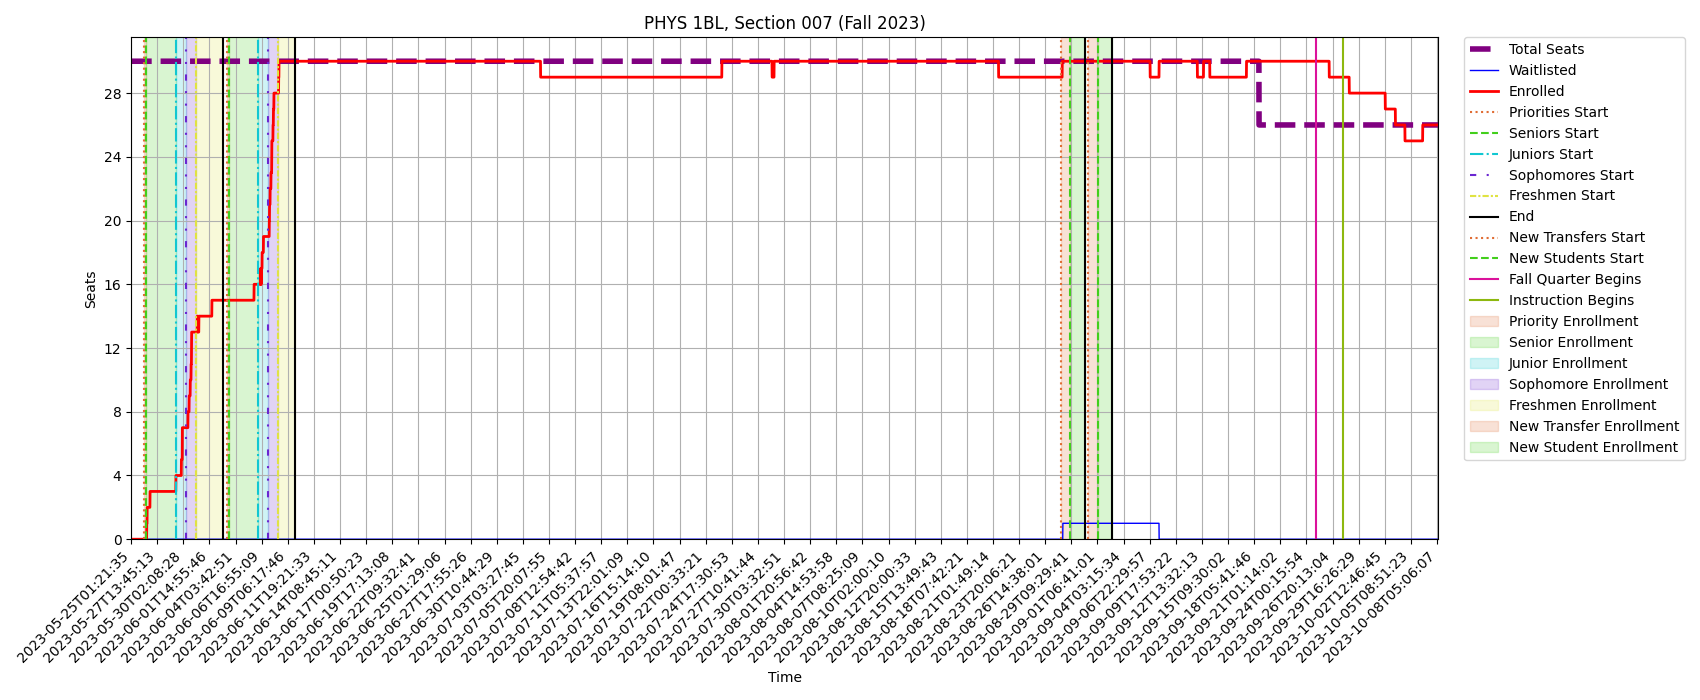 PHYS 1BL, Section 007 (Fall 2023)
Seats
28
24
20
16
12
8
4
0
2023-05-25T01:21:35
2023-05-27T13:45:13
2023-05-30T02:08:28
2023-06-01T14:55:46
2023-06-04T03:42:51
2023-06-06T16:55:09
2023-06-09T06:17:46
2023-06-11T19:21:33
2023-06-14T08:45:11
2023-06-17T00:50:23
2023-06-19T17:13:08
2023-06-22T09:32:41
2023-06-25T01:29:06
2023-06-27T17:55:26
2023-06-30T10:44:29
2023-07-03T03:27:45
2023-07-05T20:07:55
2023-07-08T12:54:42
2023-07-11T05:37:57
2023-07-13T22:01:09
2023-07-16T15:14:10
2023-07-19T08:01:47
2023-07-22T00:33:21
2023-07-24T17:30:53
2023-07-27T10:41:44
2023-07-30T03:32:51
2023-08-01T20:56:42
2023-08-04T14:53:58
2023-08-07T08:25:09
2023-08-10T02:00:10
2023-08-12T20:00:33
2023-08-15T13:49:43
2023-08-18T07:42:21
2023-08-21T01:49:14
2023-08-23T20:06:21
2023-08-26T14:38:01
2023-08-29T09:29:41
2023-09-01T06:41:01
2023-09-04T03:15:34
2023-09-06T22:29:57
2023-09-09T17:53:22
2023-09-12T13:32:13
2023-09-15T09:30:02
2023-09-18T05:41:46
2023-09-21T01:14:02
2023-09-24T00:15:54
2023-09-26T20:13:04
2023-09-29T16:26:29
2023-10-02T12:46:45
2023-10-05T08:51:23
2023-10-08T05:06:07
Time
Total Seats
Waitlisted
Enrolled
Priorities Start
Seniors Start
Juniors Start
Sophomores Start
Freshmen Start
End
New Transfers Start
New Students Start
Fall Quarter Begins
Instruction Begins
Priority Enrollment
Senior Enrollment
Junior Enrollment
Sophomore Enrollment
Freshmen Enrollment
New Transfer Enrollment
New Student Enrollment